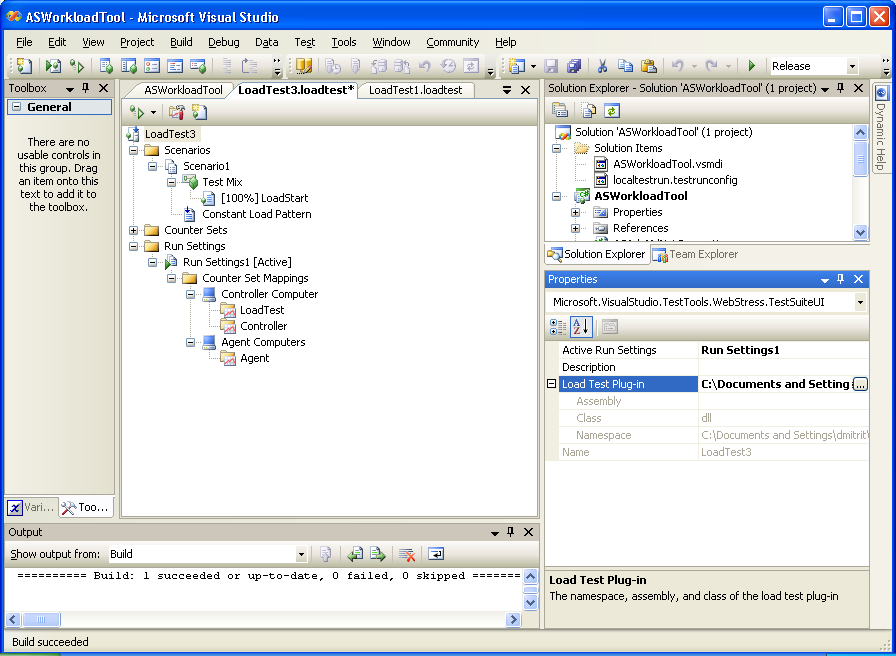 ASWorkloadTool - Microsoft Visual Studio
File Edit View Project Build Debug Data Test Tools Window Community Help
Release
Toolbox
General
There are no
usable controls in
this group. Drag
an item onto this
text to add it to
the toolbox.
Vari...
Too...
ASWorkloadTool LoadTest3.loadtest* LoadTest1.loadtest
LoadTest3
Scenarios
Scenario1
Test Mix
[100%] LoadStart
Constant Load Pattern
Counter Sets
Run Settings
Run Settings1 [Active]
Counter Set Mappings
Controller Computer
LoadTest
Controller
Agent Computers
Agent
Solution Explorer - Solution 'ASWorkloadTool' (1 project)
Solution 'ASWorkloadTool' (1 project)
Solution Items
ASWorkloadTool.vsmdi
localtestrun.testrunconfig
ASWorkloadTool
Properties
References
Solution Explorer Team Explorer
Dynamic Help
Properties
Microsoft.VisualStudio.TestTools.WebStress.TestSuiteUI
Active Run Settings Run Settings1
Description
Load Test Plug-in C:\Documents and Setting ...
Assembly
Class dll
Namespace C:\Documents and Settings\dmitrit\
Name LoadTest3
Load Test Plug-in
The namespace, assembly, and class of the load test plug-in
Output
Show output from: Build
========== Build: 1 succeeded or up-to-date, 0 failed, 0 skipped =======
Build succeeded